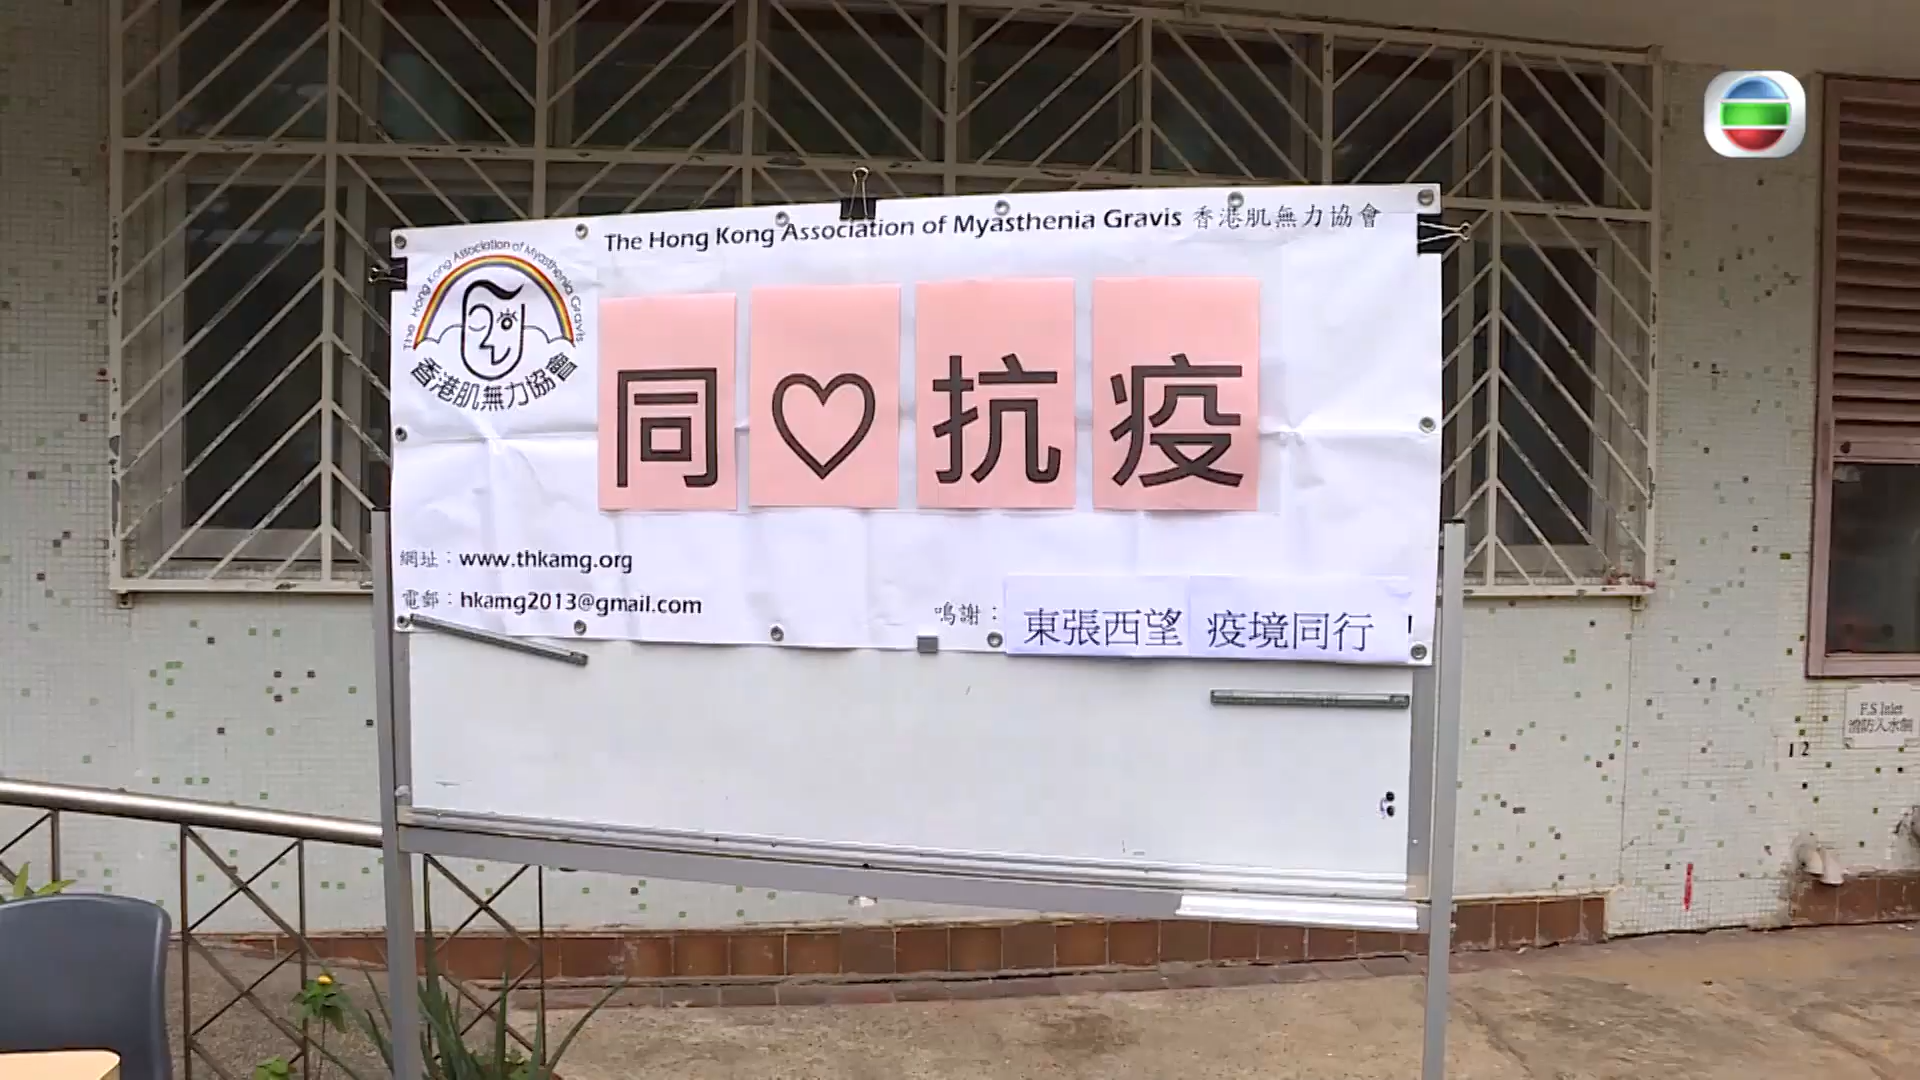 The Hong Kong Association of Myasthenia Gravis 香港肌無力協會
The Hong Kong Association of Myasthenia Gravis
香港肌無力協會
同♡抗疫
網址：www.thkamg.org
電郵：hkamg2013@gmail.com
鳴謝：東張西望 疫境同行！
F.S Inlet
消防入水掣
12